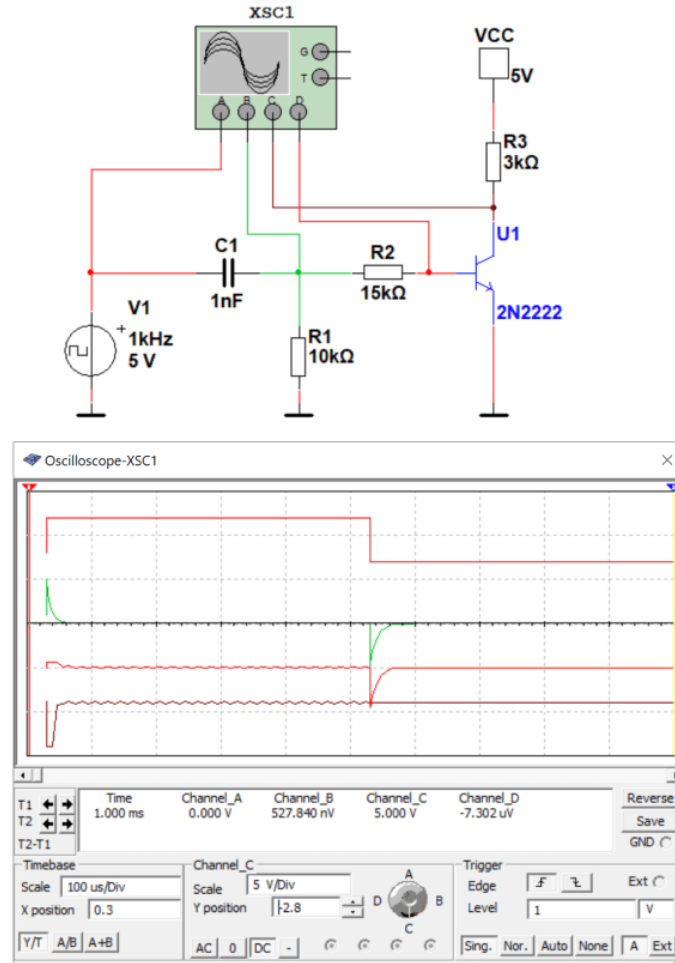 XSC1
G
T
A B C D
VCC
5V
R3
3kΩ
U1
C1
1nF
R2
15kΩ
2N2222
V1
1kHz
5 V
R1
10kΩ
Oscilloscope-XSC1
Time Channel_A Channel_B Channel_C Channel_D
T1 1.000 ms 0.000 V 527.840 nV 5.000 V -7.302 uV
T2
T2-T1
Reverse
Save
GND
Timebase
Scale 100 us/Div
X position 0.3
Y/T A/B A+B
Channel_C
Scale 5 V/Div
Y position -2.8
AC 0 DC -
A
D B
C
Trigger
Edge Ext
Level 1 V
Sing. Nor. Auto None A Ext